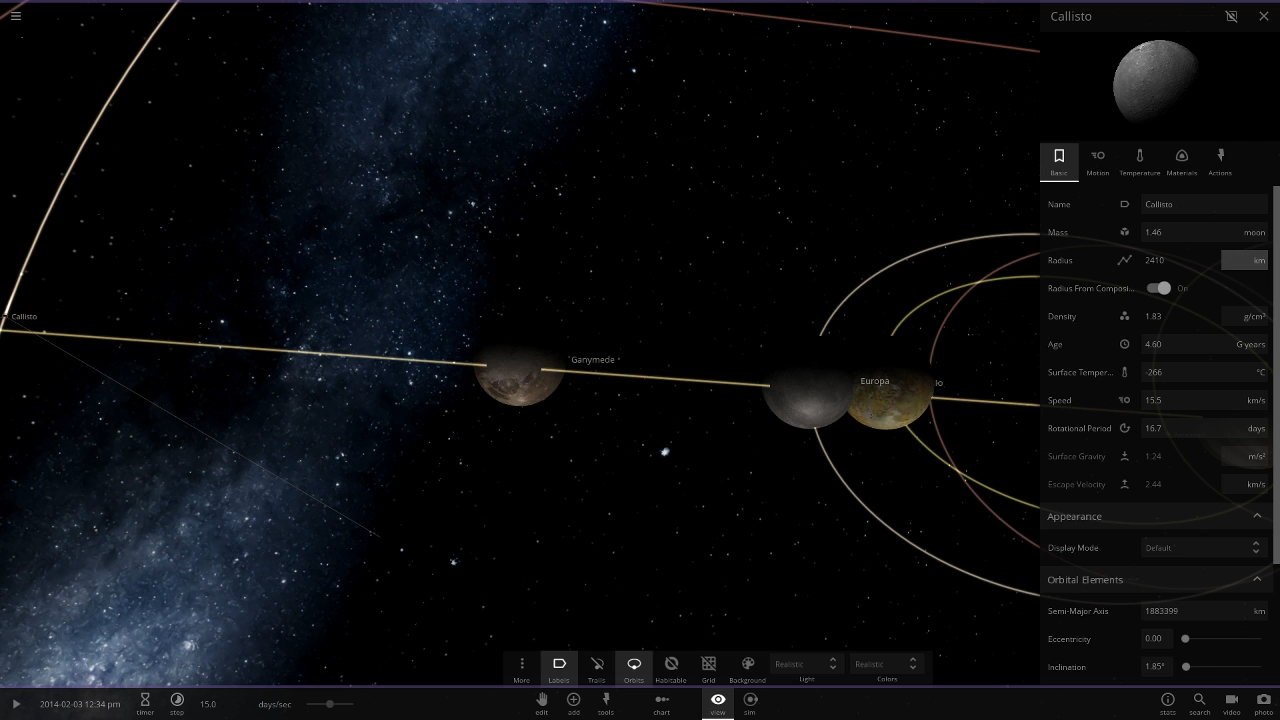 Callisto
Basic
Motion
Temperature
Materials
Actions
Name
Callisto
Mass
1.46
moon
Radius
2410
km
Radius From Composi...
On
Density
1.83
g/cm³
Age
4.60
G years
Surface Temper...
-266
°C
Speed
15.5
km/s
Rotational Period
16.7
days
Surface Gravity
1.24
m/s²
Escape Velocity
2.44
km/s
Appearance
Display Mode
Default
Orbital Elements
Semi-Major Axis
1883399
km
Eccentricity
0.00
Inclination
1.85°
Callisto
Ganymede
Europa
Io
More
Labels
Trails
Orbits
Habitable
Grid
Background
Realistic
Light
Realistic
Colors
2014-02-03 12:34 pm
timer
step
15.0
days/sec
edit
add
tools
chart
view
sim
stats
search
video
photo